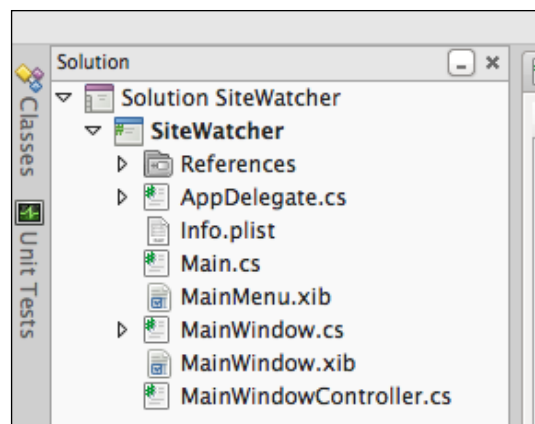 Solution
Classes
Unit Tests
Solution SiteWatcher
SiteWatcher
References
AppDelegate.cs
Info.plist
Main.cs
MainMenu.xib
MainWindow.cs
MainWindow.xib
MainWindowController.cs